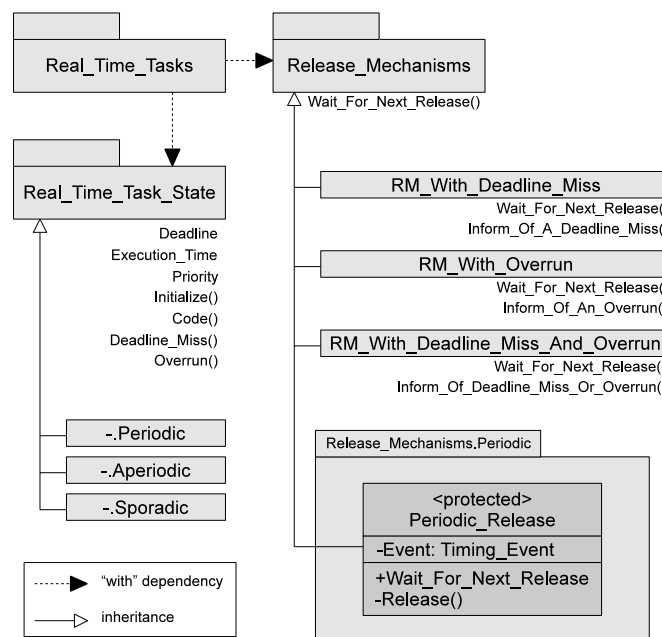 Real_Time_Tasks
Release_Mechanisms
Wait_For_Next_Release()
Real_Time_Task_State
Deadline
Execution_Time
Priority
Initialize()
Code()
Deadline_Miss()
Overrun()
RM_With_Deadline_Miss
Wait_For_Next_Release(
Inform_Of_A_Deadline_Miss(
RM_With_Overrun
Wait_For_Next_Release(
Inform_Of_An_Overrun(
RM_With_Deadline_Miss_And_Overrun
Wait_For_Next_Release(
Inform_Of_Deadline_Miss_Or_Overrun(
-.Periodic
-.Aperiodic
-.Sporadic
Release_Mechanisms.Periodic
<protected>
Periodic_Release
-Event: Timing_Event
+Wait_For_Next_Release
-Release()
“with” dependency
inheritance